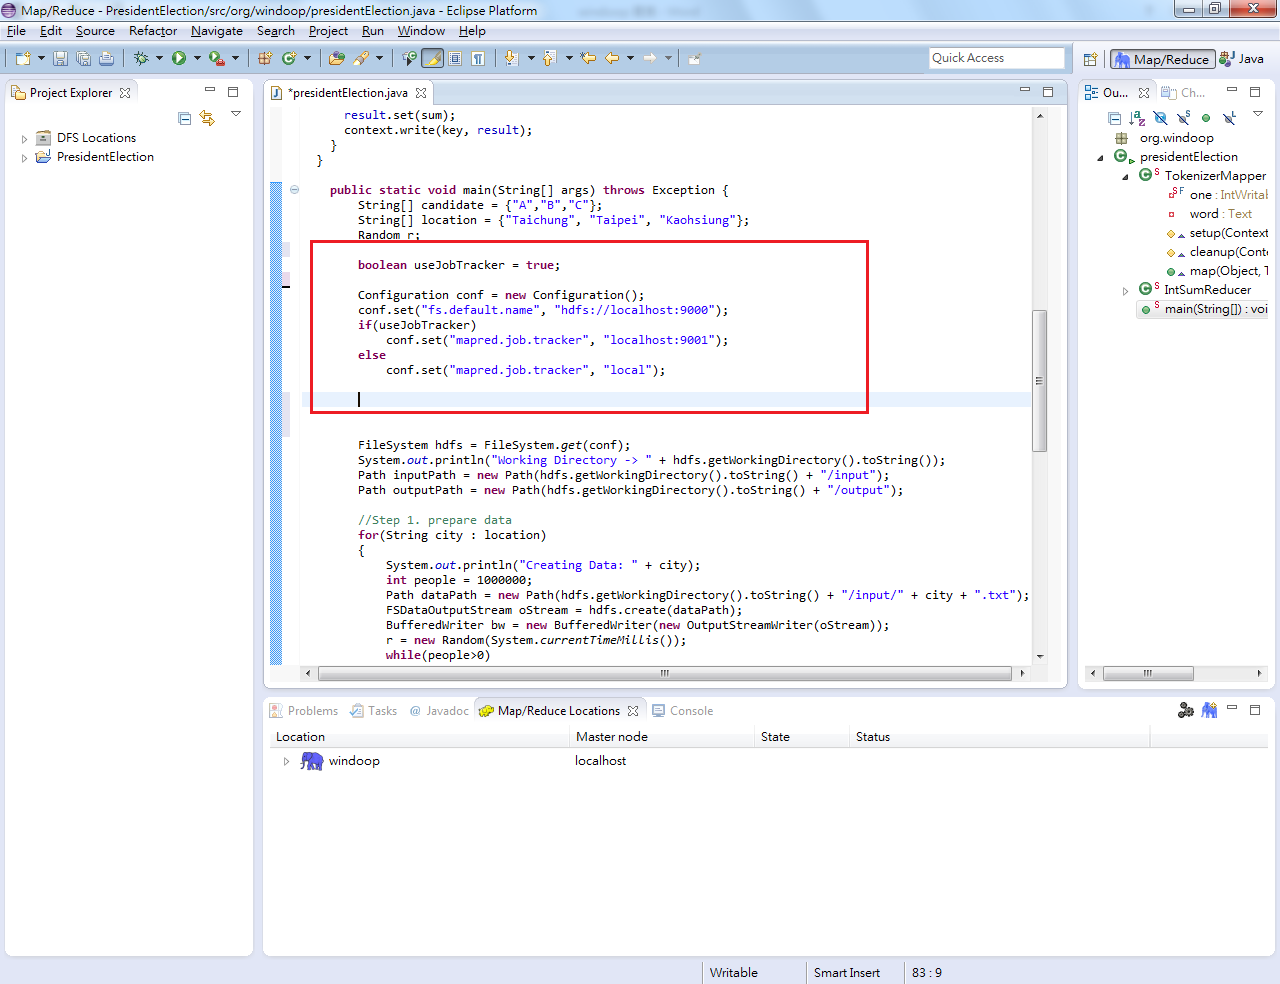 Map/Reduce - PresidentElection/src/org/windoop/presidentElection.java - Eclipse Platform
File Edit Source Refactor Navigate Search Project Run Window Help
Quick Access
Map/Reduce
Java
Project Explorer
DFS Locations
PresidentElection
*presidentElection.java
result.set(sum);
context.write(key, result);
}
}
public static void main(String[] args) throws Exception {
String[] candidate = {"A","B","C"};
String[] location = {"Taichung", "Taipei", "Kaohsiung"};
Random r;
boolean useJobTracker = true;
Configuration conf = new Configuration();
conf.set("fs.default.name", "hdfs://localhost:9000");
if(useJobTracker)
conf.set("mapred.job.tracker", "localhost:9001");
else
conf.set("mapred.job.tracker", "local");
FileSystem hdfs = FileSystem.get(conf);
System.out.println("Working Directory -> " + hdfs.getWorkingDirectory().toString());
Path inputPath = new Path(hdfs.getWorkingDirectory().toString() + "/input");
Path outputPath = new Path(hdfs.getWorkingDirectory().toString() + "/output");
//Step 1. prepare data
for(String city : location)
{
System.out.println("Creating Data: " + city);
int people = 1000000;
Path dataPath = new Path(hdfs.getWorkingDirectory().toString() + "/input/" + city + ".txt");
FSDataOutputStream oStream = hdfs.create(dataPath);
BufferedWriter bw = new BufferedWriter(new OutputStreamWriter(oStream));
r = new Random(System.currentTimeMillis());
while(people>0)
Ou...
Ch...
org.windoop
presidentElection
TokenizerMapper
one : IntWrital
word : Text
setup(Context
cleanup(Conte
map(Object, T
IntSumReducer
main(String[]) : voi
Problems
Tasks
Javadoc
Map/Reduce Locations
Console
Location
Master node
State
Status
windoop
localhost
Writable
Smart Insert
83 : 9